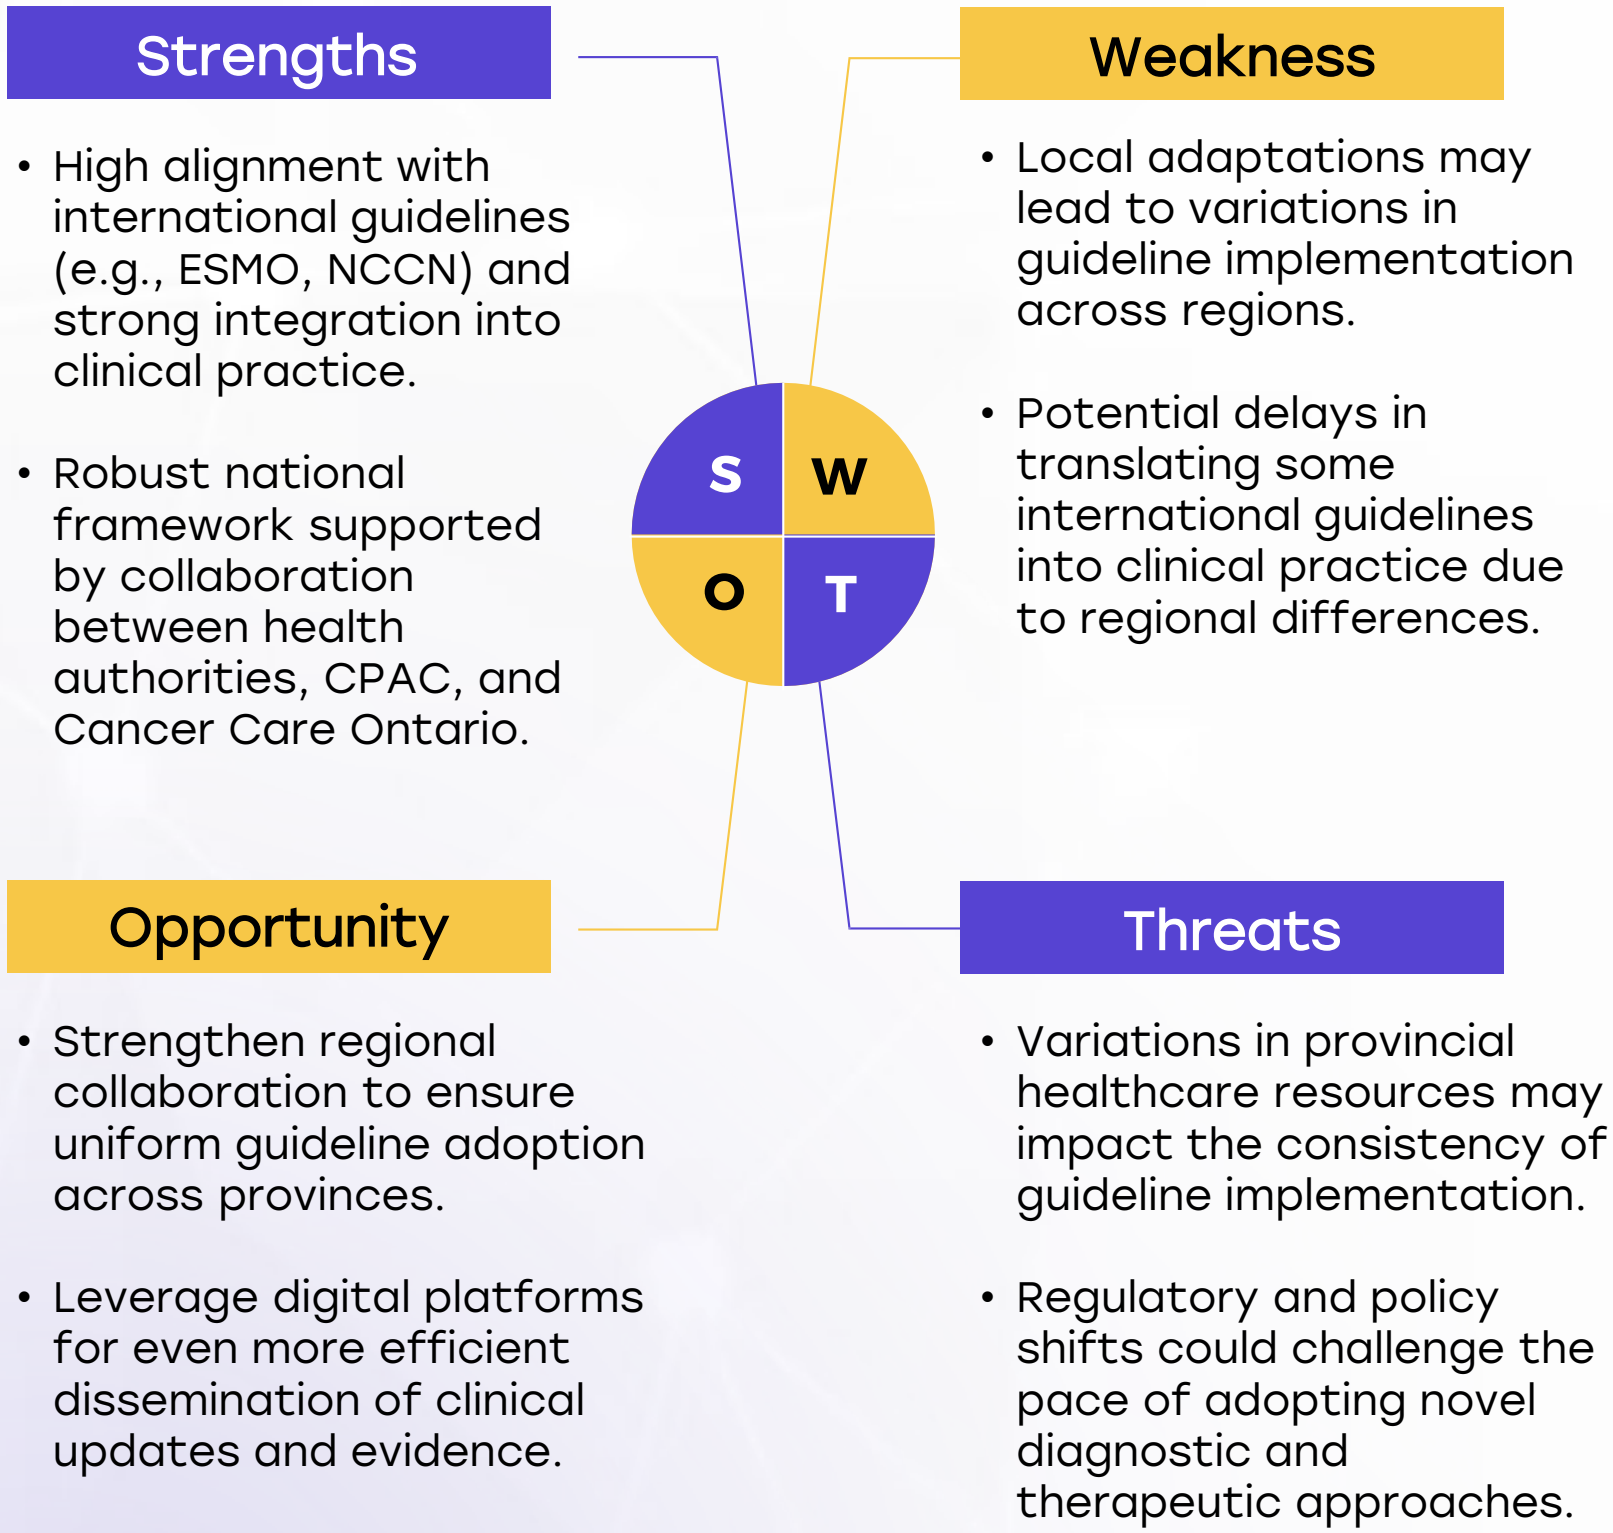 Strengths
• High alignment with
international guidelines
(e.g., ESMO, NCCN) and
strong integration into
clinical practice.
• Robust national
framework supported
by collaboration
between health
authorities, CPAC, and
Cancer Care Ontario.
Weakness
• Local adaptations may
lead to variations in
guideline implementation
across regions.
• Potential delays in
translating some
international guidelines
into clinical practice due
to regional differences.
S
W
O
T
Opportunity
• Strengthen regional
collaboration to ensure
uniform guideline adoption
across provinces.
• Leverage digital platforms
for even more efficient
dissemination of clinical
updates and evidence.
Threats
• Variations in provincial
healthcare resources may
impact the consistency of
guideline implementation.
• Regulatory and policy
shifts could challenge the
pace of adopting novel
diagnostic and
therapeutic approaches.